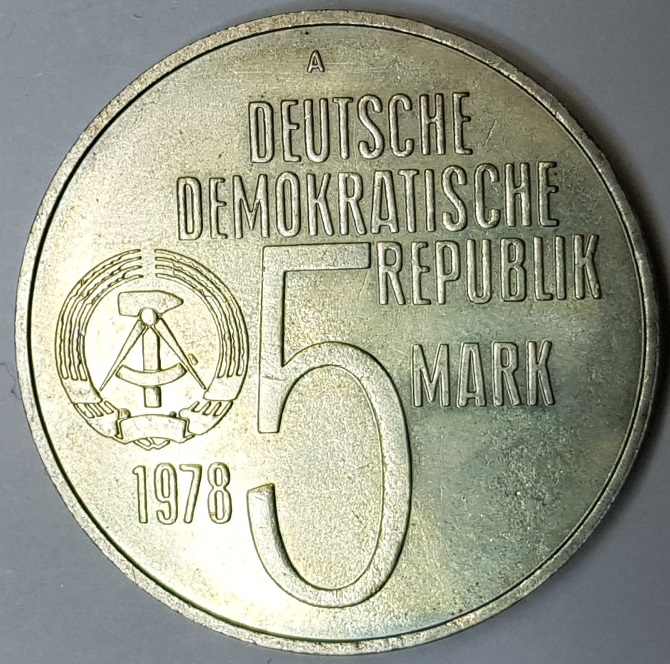 A
DEUTSCHE
DEMOKRATISCHE
REPUBLIK
5
MARK
1978